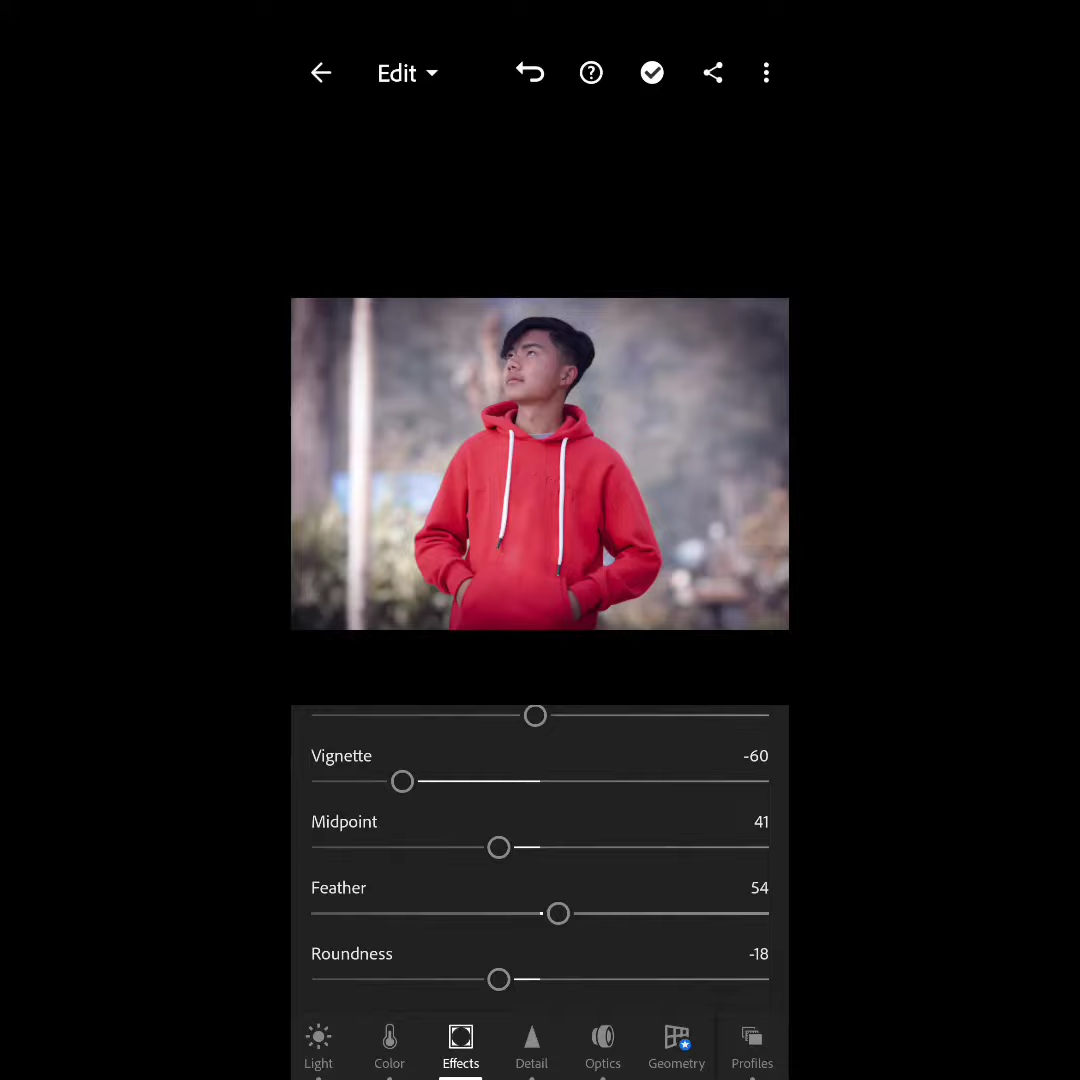 Edit
Vignette -60
Midpoint 41
Feather 54
Roundness -18
Light Color Effects Detail Optics Geometry Profiles